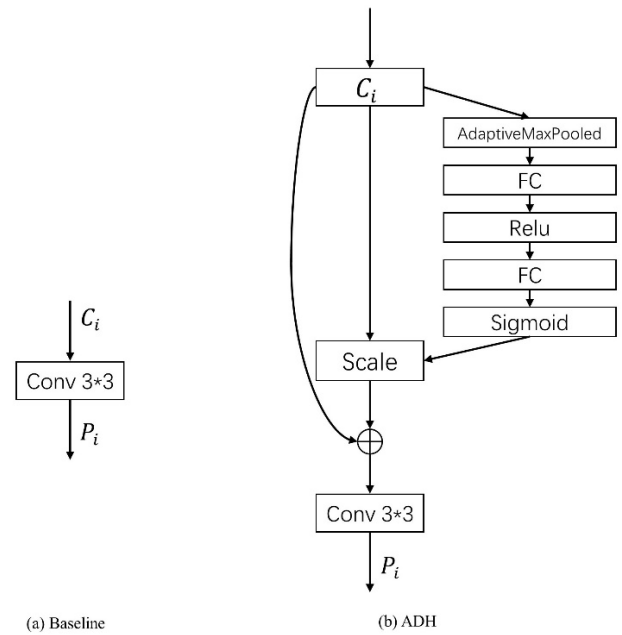 C_i
AdaptiveMaxPooled
FC
Relu
FC
Sigmoid
Scale
Conv 3*3
P_i
C_i
Conv 3*3
P_i
(a) Baseline
(b) ADH